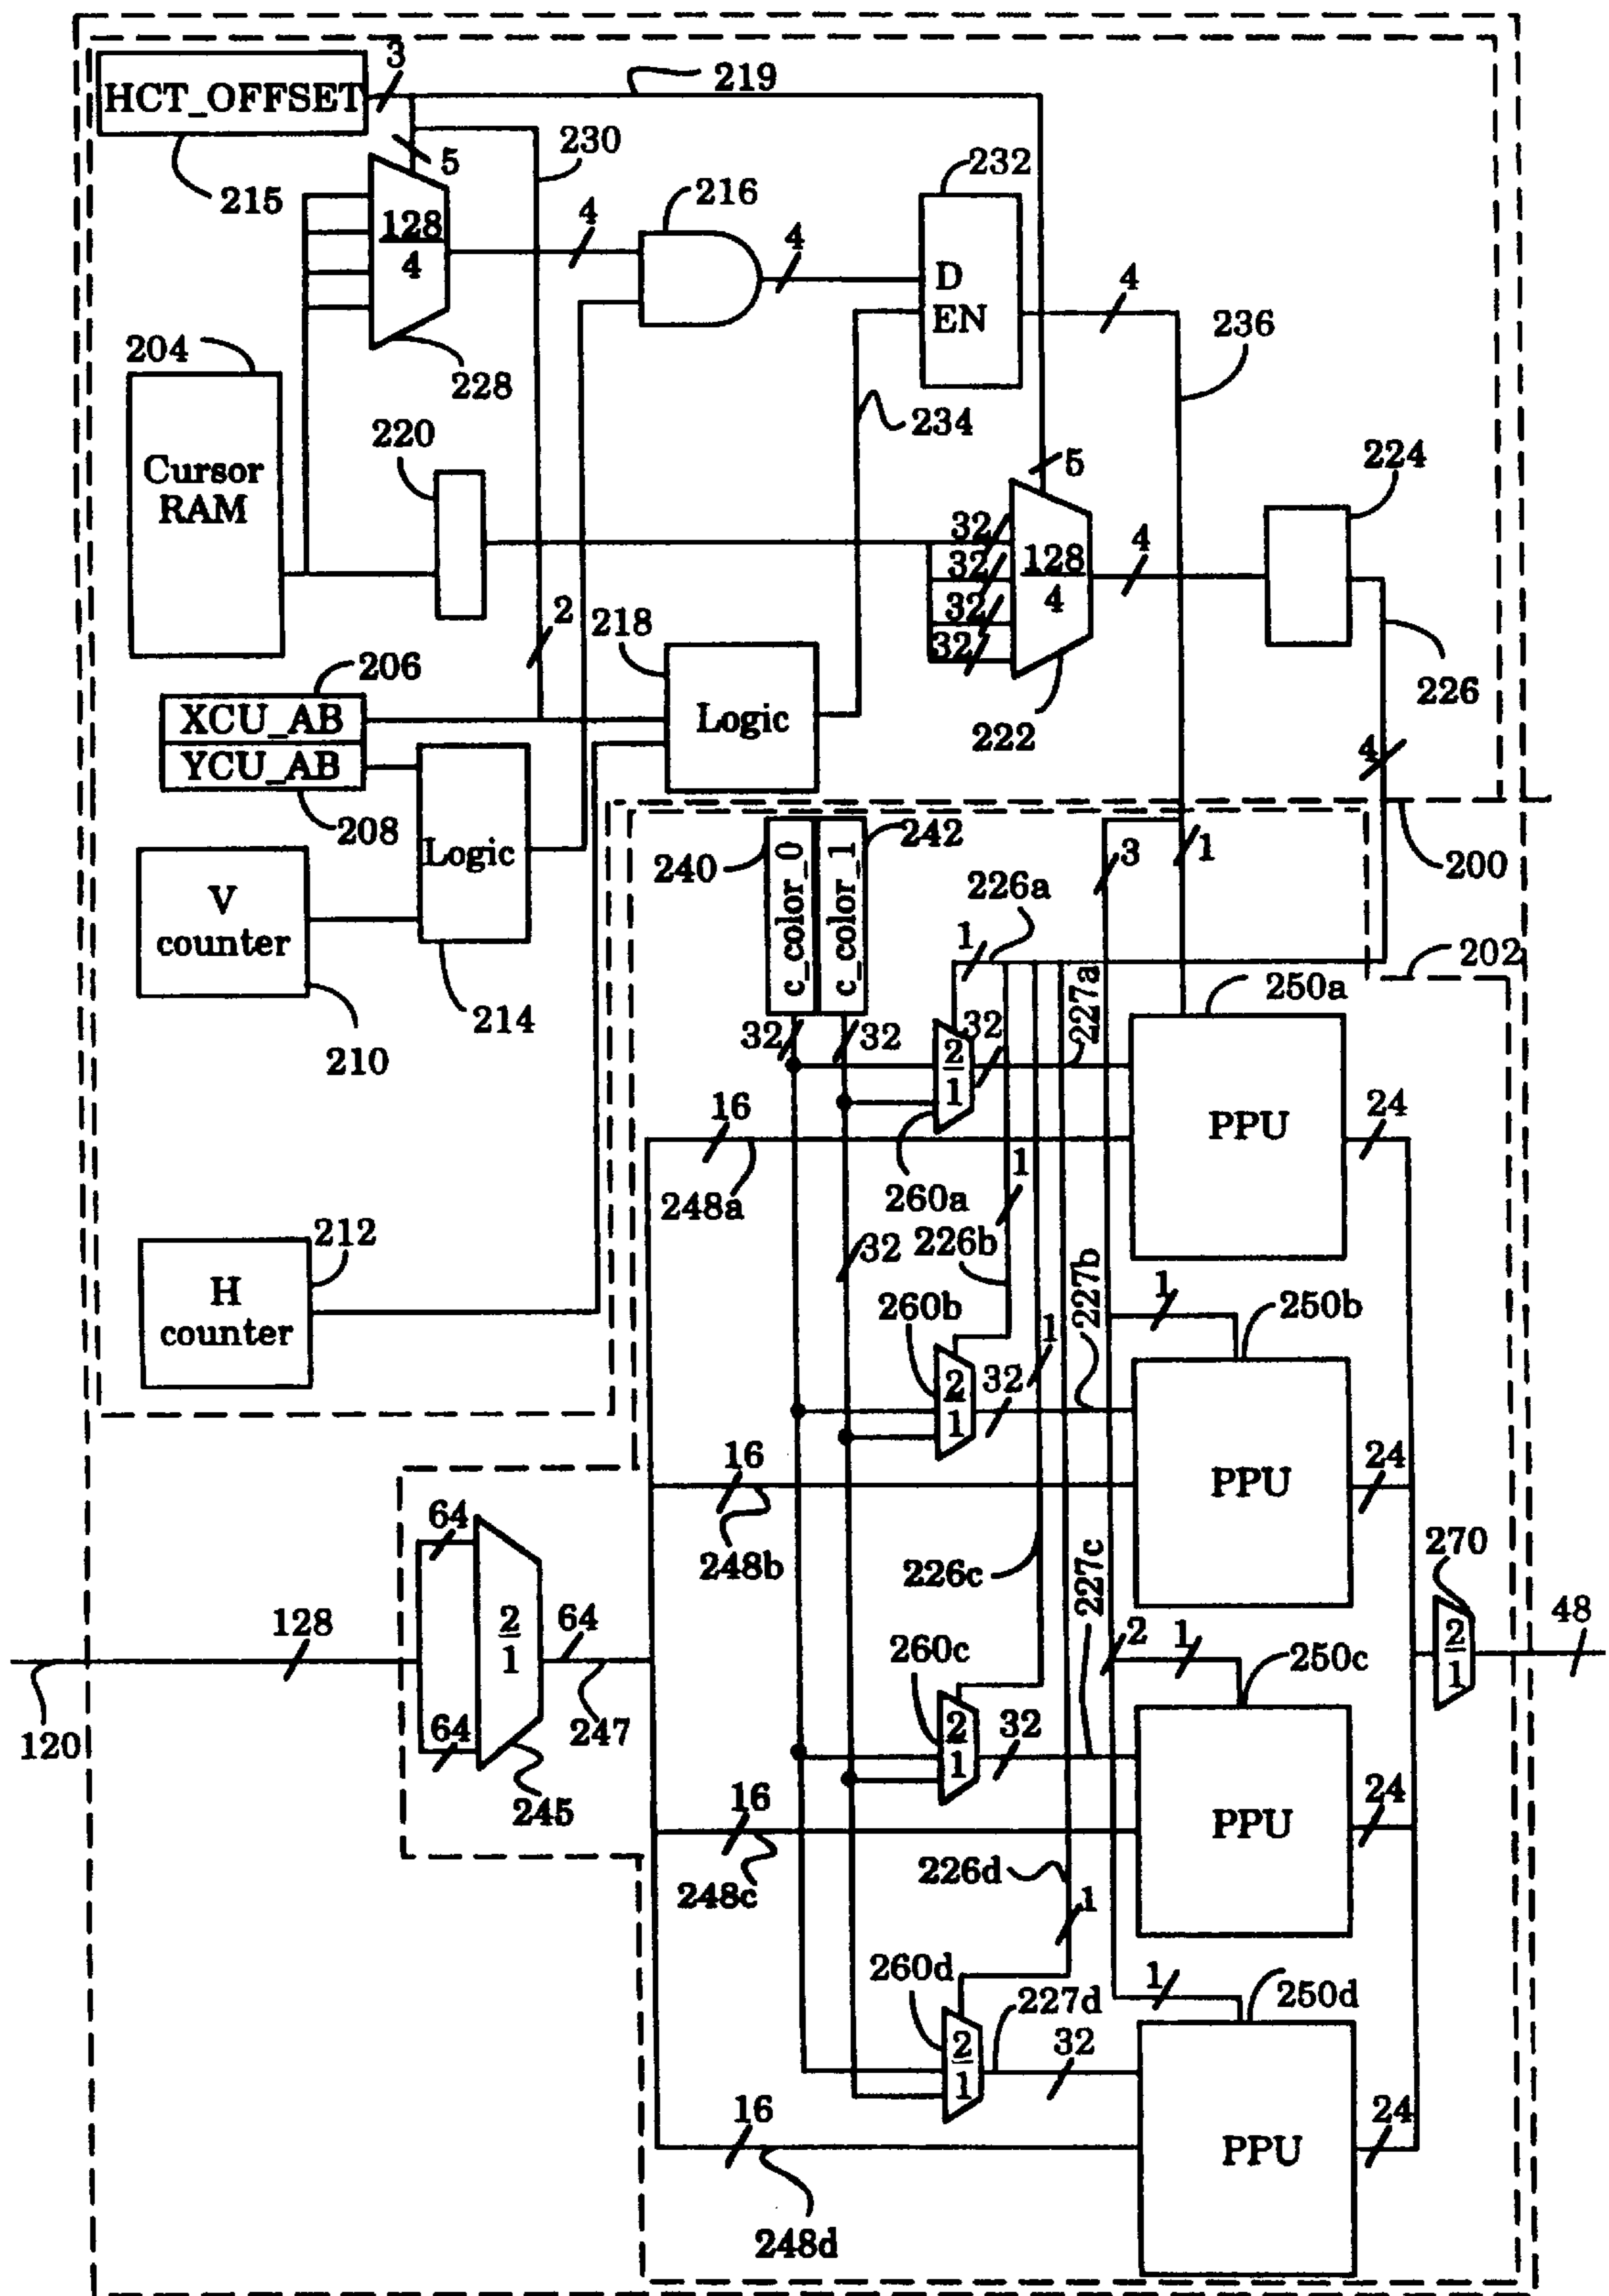 HCT_OFFSET
3
219
215
5
230
128
4
228
4
216
4
232
D
EN
4
236
204
Cursor
RAM
220
234
5
32
32
32
32
128
4
222
4
224
226
4
2
218
Logic
206
XCU_AB
YCU_AB
208
Logic
214
V
counter
210
H
counter
212
200
202
240
c_color_0
c_color_1
242
32
32
3
1
226a
1
227a
250a
2
1
32
260a
PPU
24
16
248a
1
32
226b
260b
2
1
32
1
227b
1
250b
PPU
24
16
248b
226c
227c
270
2
1
48
64
64
2
1
64
245
247
128
120
260c
2
1
32
2
1
250c
PPU
24
16
248c
226d
1
260d
2
1
227d
32
1
250d
PPU
24
16
248d